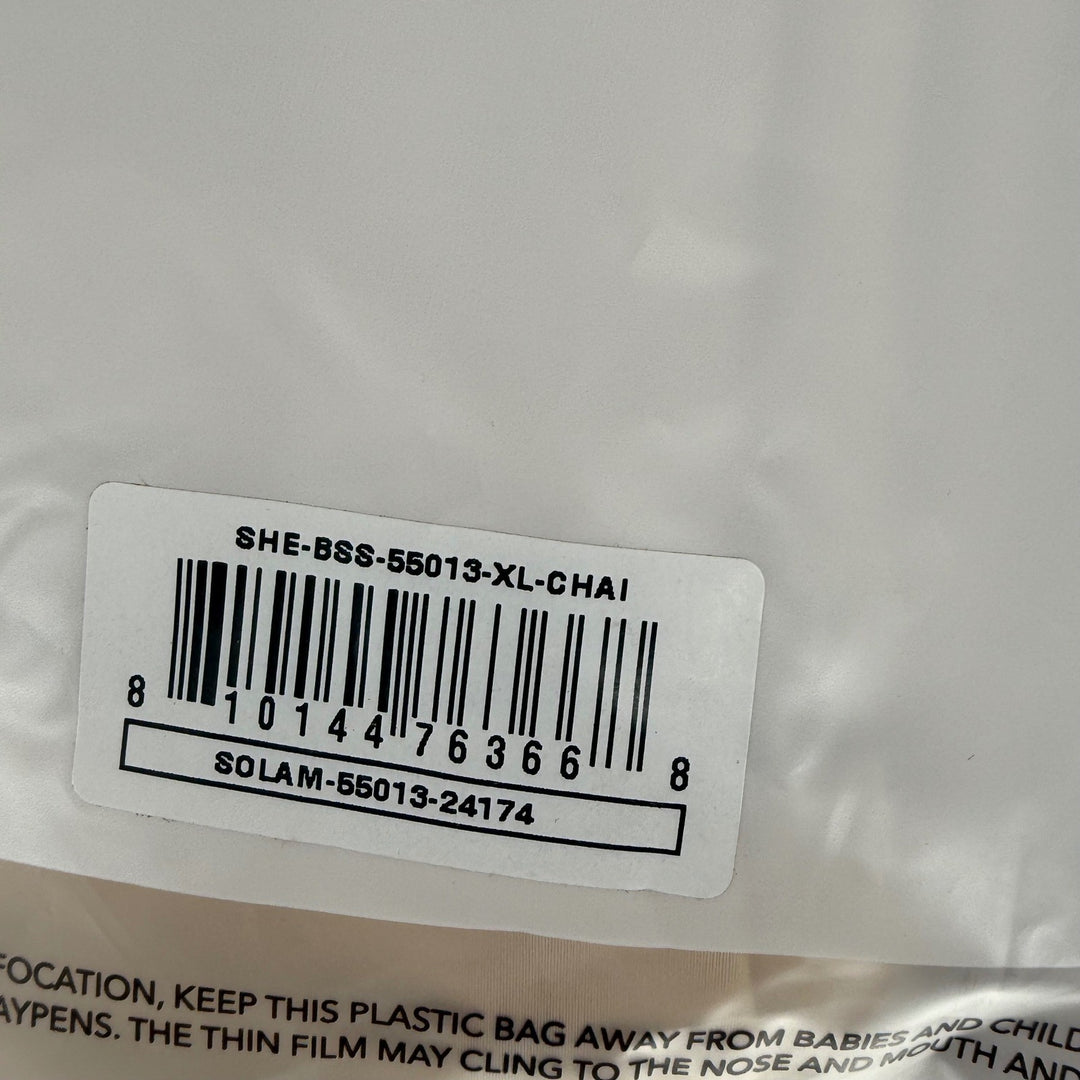 SHE-BSS-55013-XL-CHAI
8 10144 76366 8
SOLAM-55013-24174
FOCATION, KEEP THIS PLASTIC BAG AWAY FROM BABIES AND CHILD
AYPENS. THE THIN FILM MAY CLING TO THE NOSE AND MOUTH AND